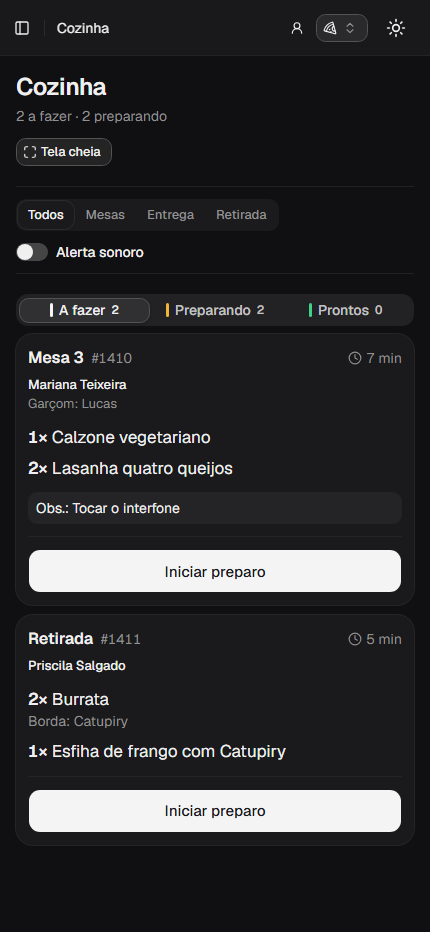 Cozinha
Cozinha
2 a fazer · 2 preparando
Tela cheia
Todos Mesas Entrega Retirada
Alerta sonoro
A fazer 2 Preparando 2 Prontos 0
Mesa 3 #1410 7 min
Mariana Teixeira
Garçom: Lucas
1× Calzone vegetariano
2× Lasanha quatro queijos
Obs.: Tocar o interfone
Iniciar preparo
Retirada #1411 5 min
Priscila Salgado
2× Burrata
Borda: Catupiry
1× Esfiha de frango com Catupiry
Iniciar preparo